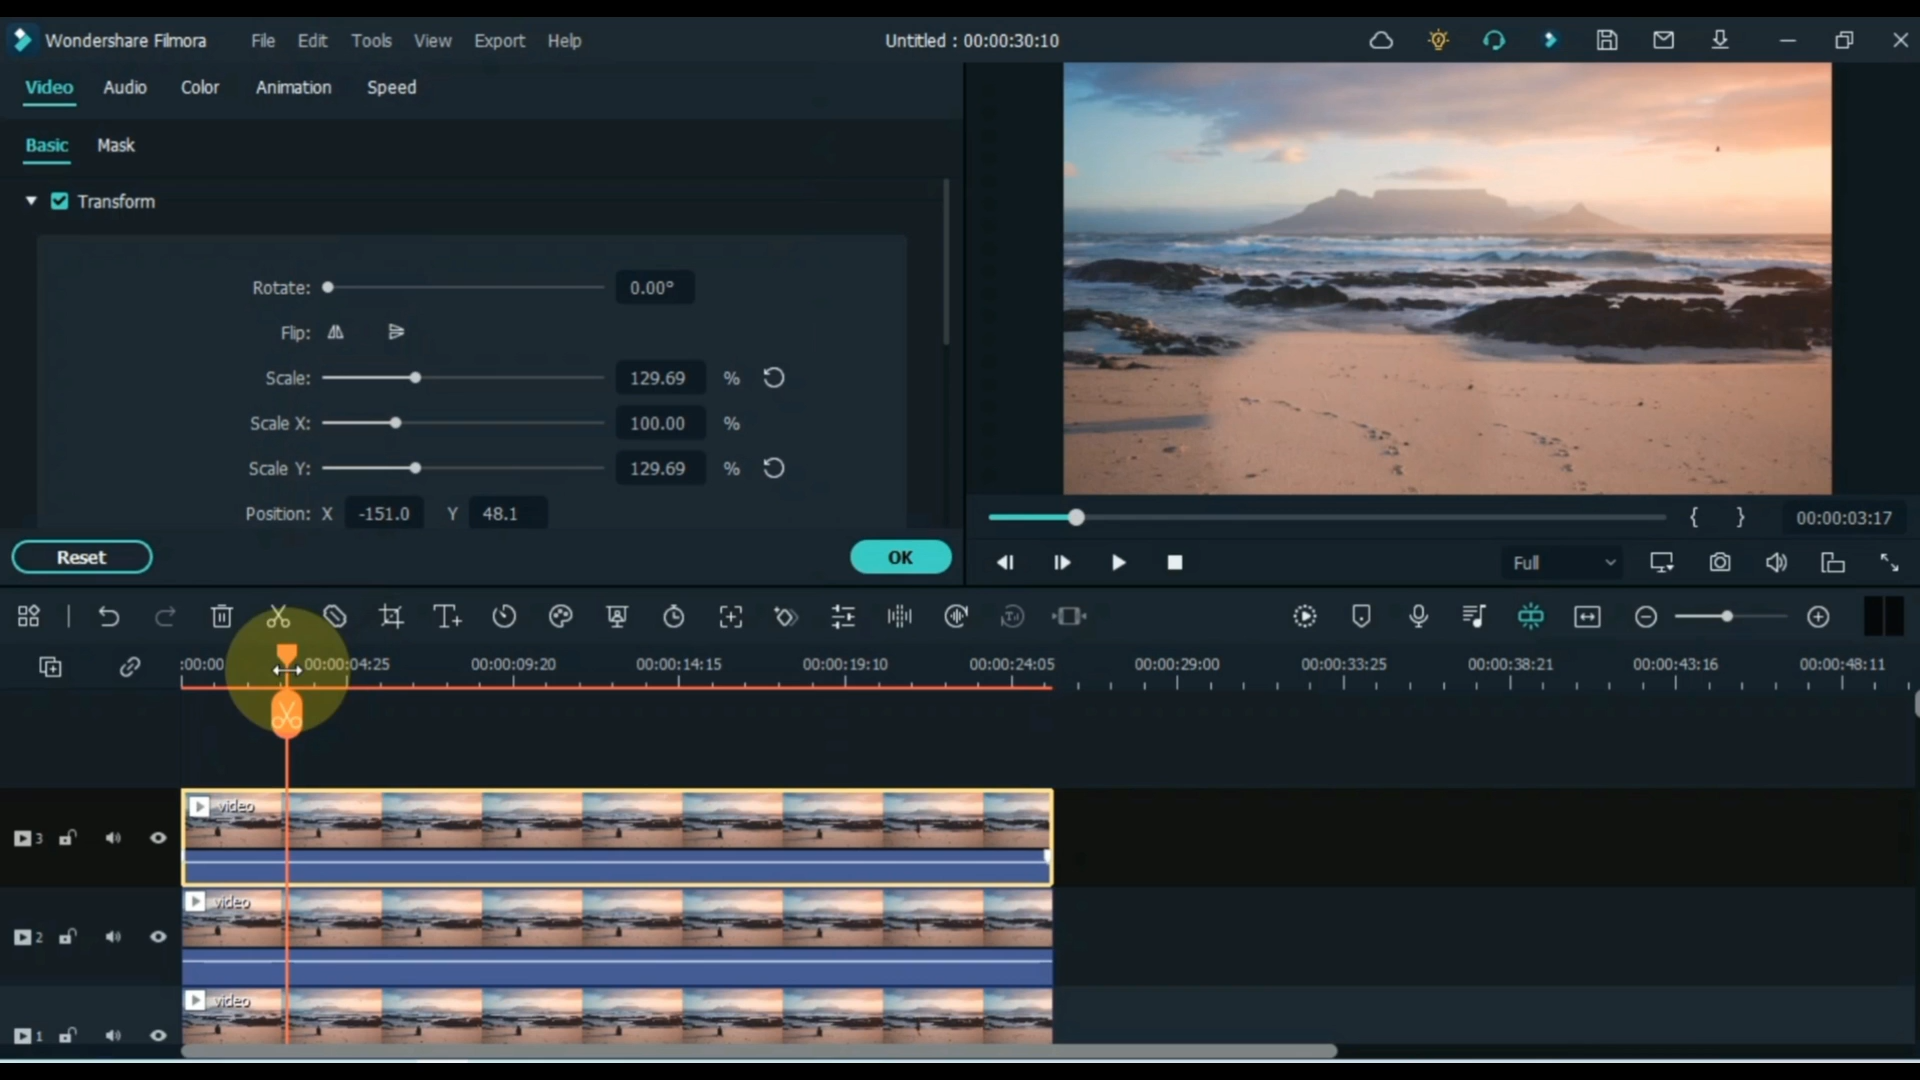 Wondershare Filmora File Edit Tools View Export Help Untitled : 00:00:30:10
Video Audio Color Animation Speed
Basic Mask
Transform
Rotate: 0.00°
Flip:
Scale: 129.69 %
Scale X: 100.00 %
Scale Y: 129.69 %
Position: X -151.0 Y 48.1
Reset OK
{ } 00:00:03:17
Full
:00:00 00:00:04:25 00:00:09:20 00:00:14:15 00:00:19:10 00:00:24:05 00:00:29:00 00:00:33:25 00:00:38:21 00:00:43:16 00:00:48:11
video
3
video
2
video
1